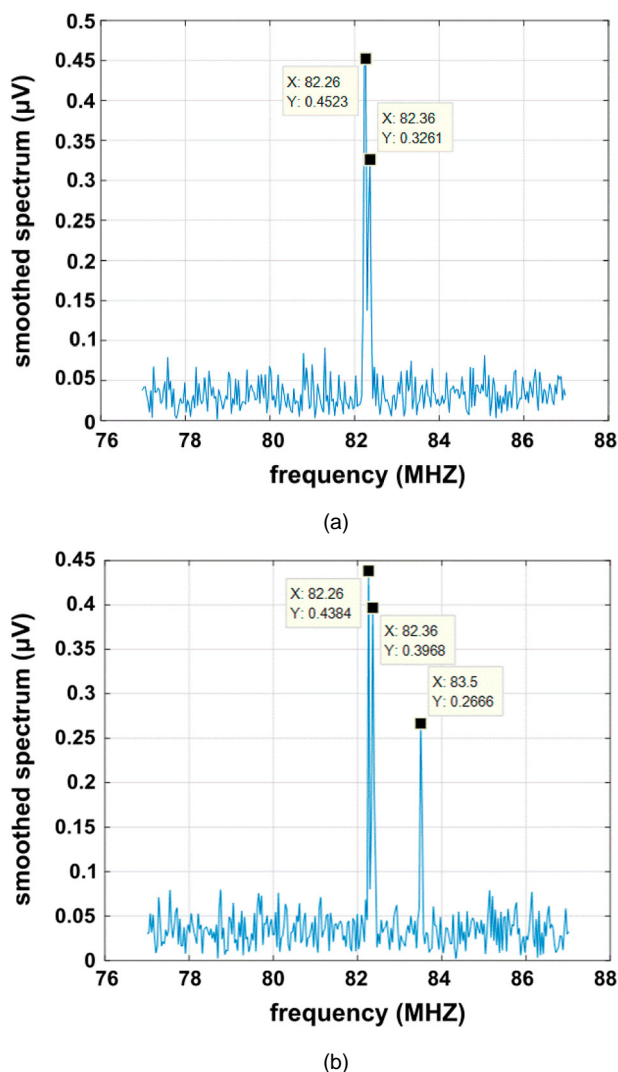 0.5
0.45
0.4
0.35
0.3
0.25
0.2
0.15
0.1
0.05
0
smoothed spectrum (µV)
X: 82.26
Y: 0.4523
X: 82.36
Y: 0.3261
76 78 80 82 84 86 88
frequency (MHZ)
(a)
0.45
0.4
0.35
0.3
0.25
0.2
0.15
0.1
0.05
0
smoothed spectrum (µV)
X: 82.26
Y: 0.4384
X: 82.36
Y: 0.3968
X: 83.5
Y: 0.2666
76 78 80 82 84 86 88
frequency (MHZ)
(b)